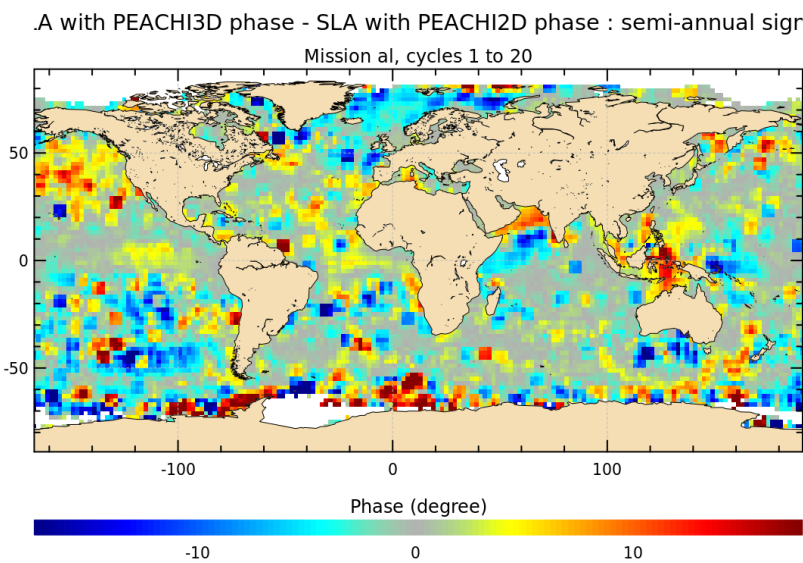 .A with PEACHI3D phase - SLA with PEACHI2D phase : semi-annual sigr
Mission al, cycles 1 to 20
50
0
-50
-100 0 100
Phase (degree)
-10 0 10